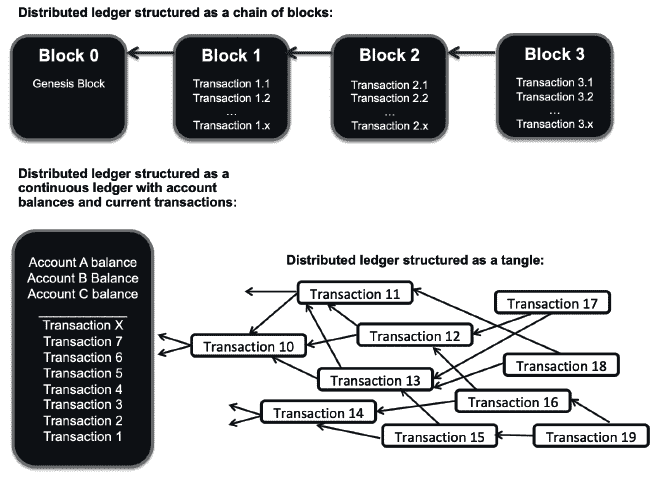 Distributed ledger structured as a chain of blocks:
Block 0
Genesis Block
Block 1
Transaction 1.1
Transaction 1.2
...
Transaction 1.x
Block 2
Transaction 2.1
Transaction 2.2
...
Transaction 2.x
Block 3
Transaction 3.1
Transaction 3.2
...
Transaction 3.x
Distributed ledger structured as a
continuous ledger with account
balances and current transactions:
Account A balance
Account B Balance
Account C balance
Transaction X
Transaction 7
Transaction 6
Transaction 5
Transaction 4
Transaction 3
Transaction 2
Transaction 1
Distributed ledger structured as a tangle:
Transaction 11
Transaction 17
Transaction 12
Transaction 10
Transaction 18
Transaction 13
Transaction 16
Transaction 14
Transaction 15
Transaction 19